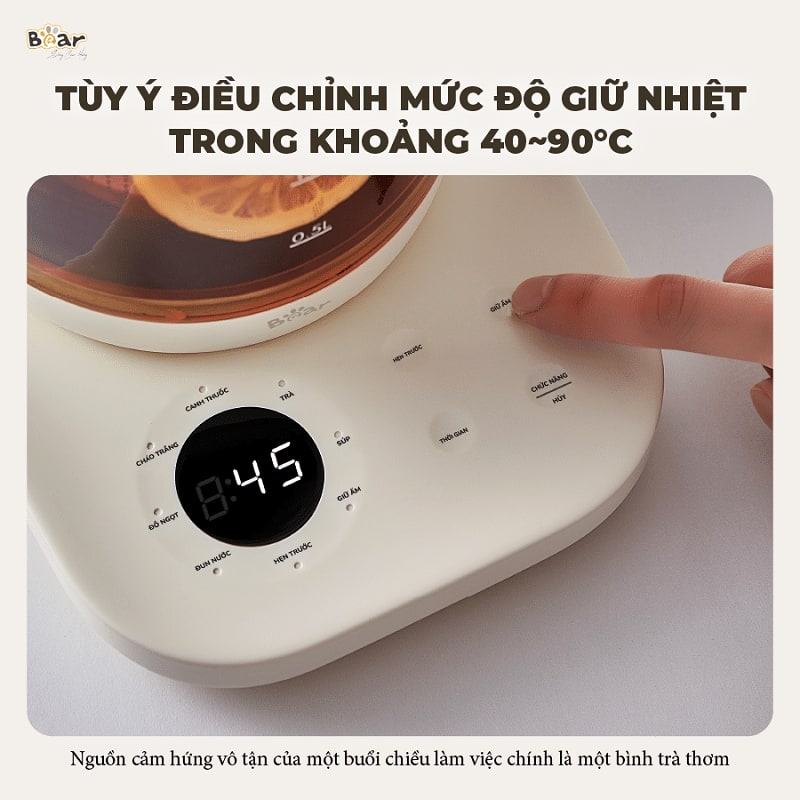 Bear
TÙY Ý ĐIỀU CHỈNH MỨC ĐỘ GIỮ NHIỆT
TRONG KHOẢNG 40~90°C
0.5L
Bear
GIỮ ẤM
HẸN TRƯỚC
CHỨC NĂNG
HỦY
THỜI GIAN
CANH THUỐC
TRÀ
CHÁO TRẮNG
SÚP
45
ĐỒ NGỌT
GIỮ ẤM
ĐUN NƯỚC
HẸN TRƯỚC
Nguồn cảm hứng vô tận của một buổi chiều làm việc chính là một bình trà thơm